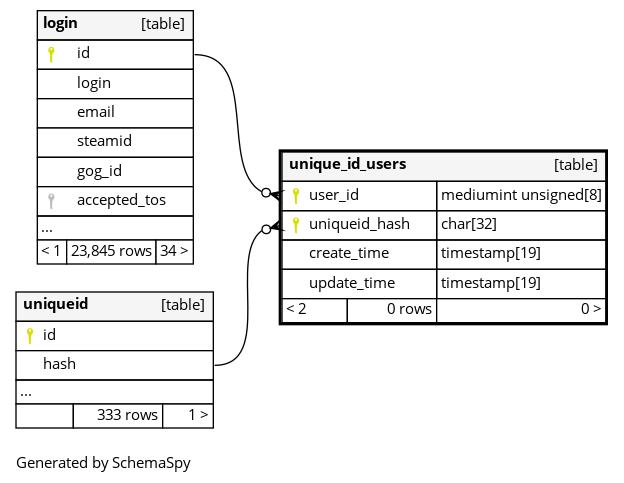 login [table]
id
login
email
steamid
gog_id
accepted_tos
...
< 1 23,845 rows 34 >
unique_id_users [table]
user_id mediumint unsigned[8]
uniqueid_hash char[32]
create_time timestamp[19]
update_time timestamp[19]
< 2 0 rows 0 >
uniqueid [table]
id
hash
...
333 rows 1 >
Generated by SchemaSpy